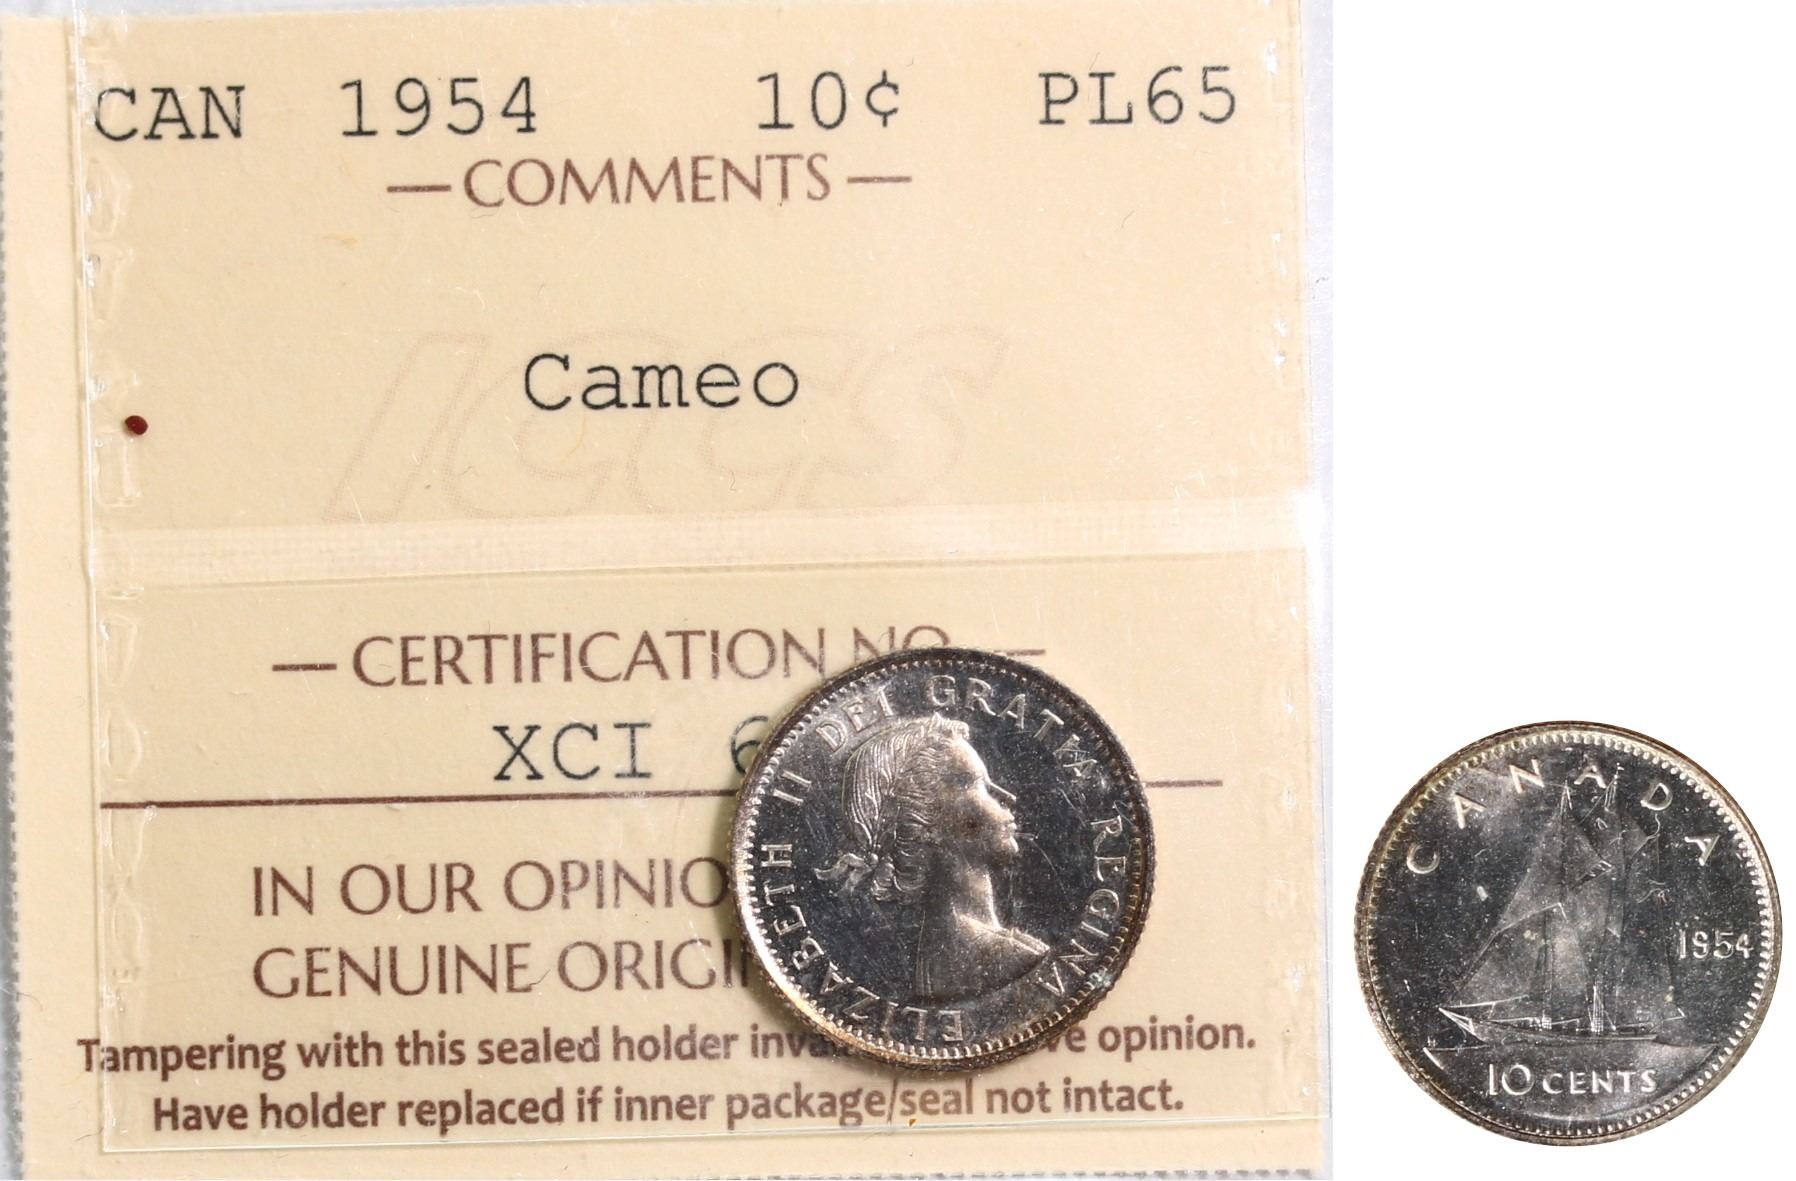 CAN 1954 10¢ PL65
— COMMENTS —
ICCS
Cameo
— CERTIFICATION NO. —
XCI 6
IN OUR OPINIO
GENUINE ORIGI
Tampering with this sealed holder inva ve opinion.
Have holder replaced if inner package/seal not intact.
ELIZABETH II DEI GRATIA REGINA
CANADA
1954
10 CENTS